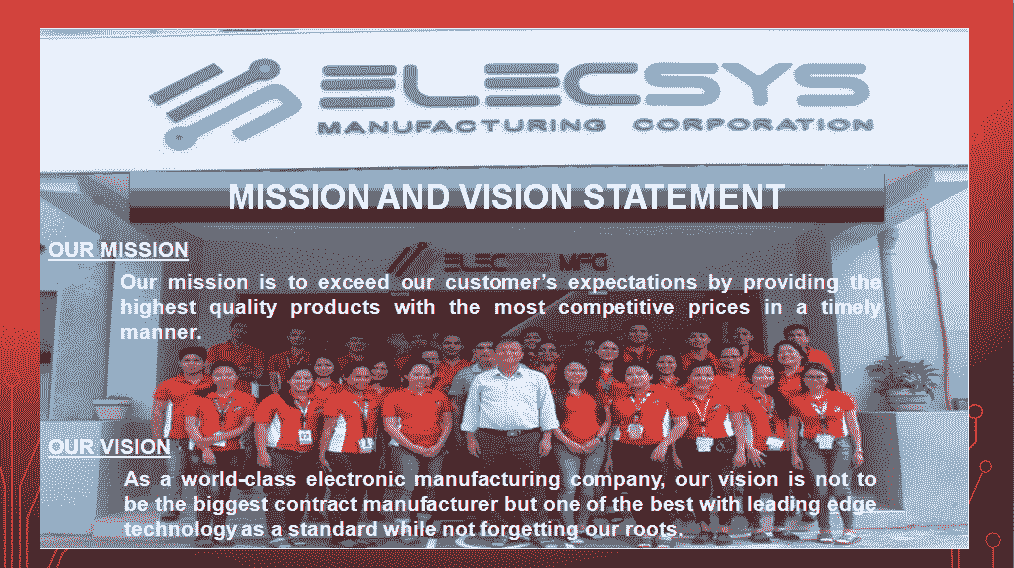 ELECSYS
MANUFACTURING CORPORATION
MISSION AND VISION STATEMENT
OUR MISSION
ELECSYS MFG
Our mission is to exceed our customer's expectations by providing the
highest quality products with the most competitive prices in a timely
manner.
OUR VISION
As a world-class electronic manufacturing company, our vision is not to
be the biggest contract manufacturer but one of the best with leading edge
technology as a standard while not forgetting our roots.